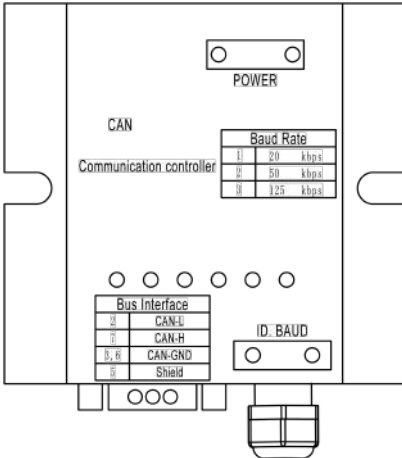 POWER
CAN
Communication controller
Baud Rate
1 20 kbps
2 50 kbps
3 125 kbps
Bus Interface
2 CAN-L
7 CAN-H
3,6 CAN-GND
5 Shield
ID. BAUD